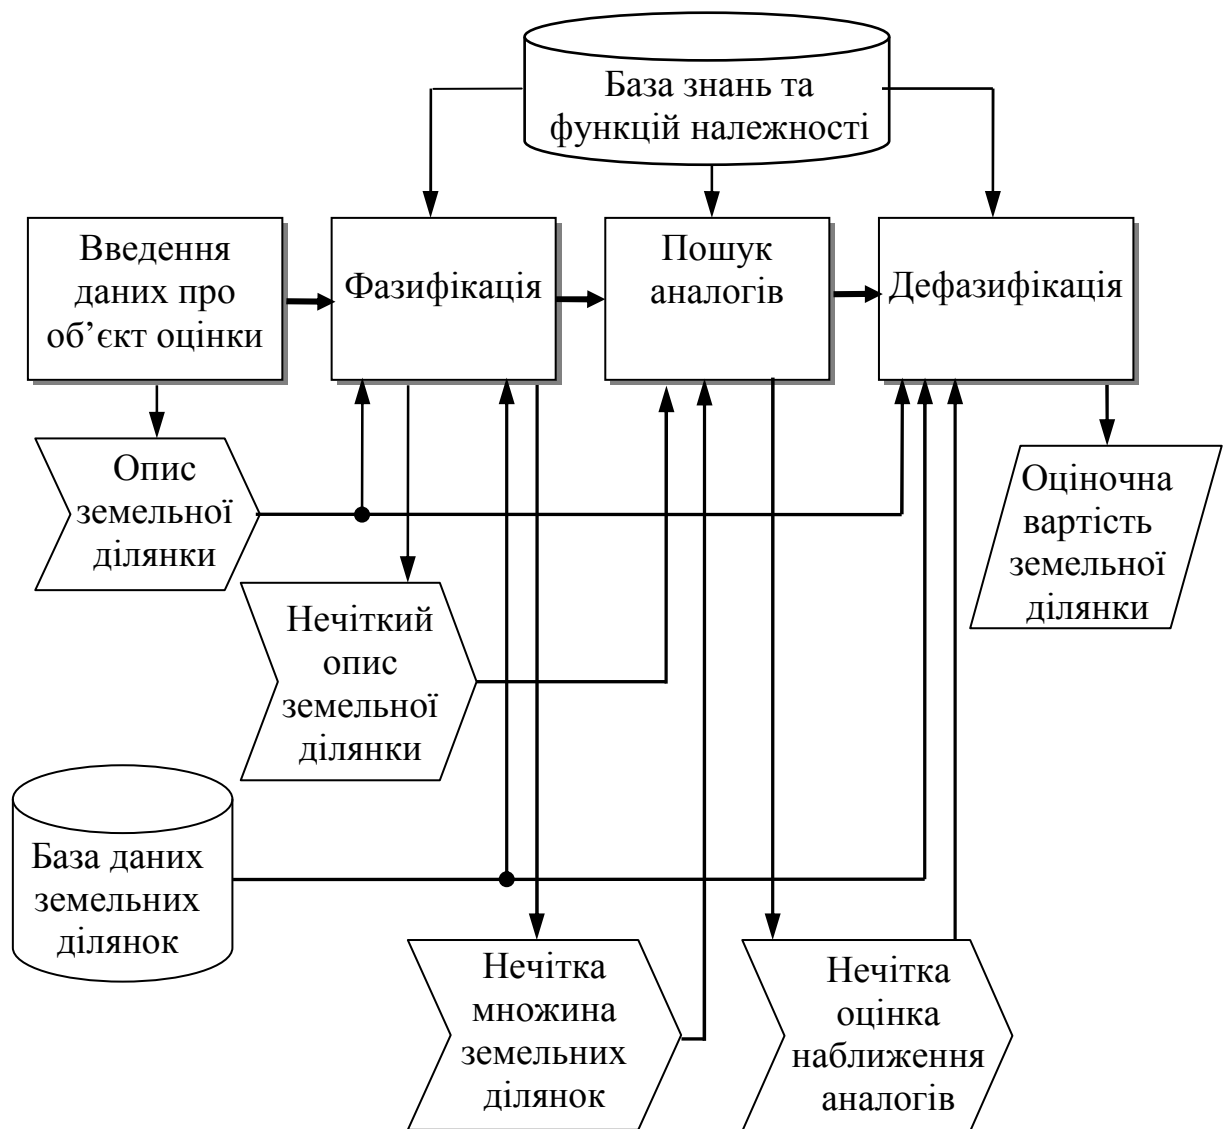 База знань та
функцій належності
Введення
даних про
об’єкт оцінки
Фазифікація
Пошук
аналогів
Дефазифікація
Опис
земельної
ділянки
Оціночна
вартість
земельної
ділянки
Нечіткий
опис
земельної
ділянки
База даних
земельних
ділянок
Нечітка
множина
земельних
ділянок
Нечітка
оцінка
наближення
аналогів